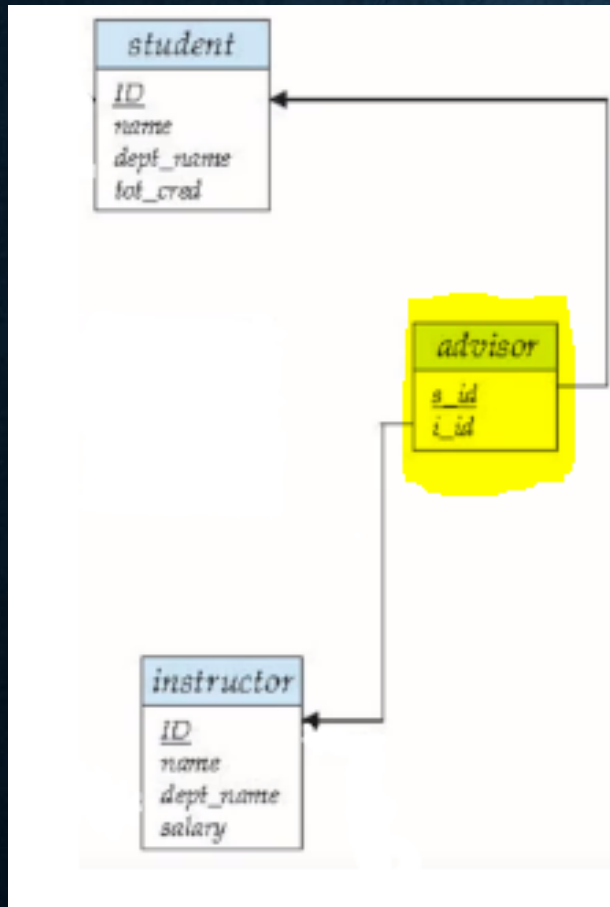 student
ID
name
dept_name
tot_cred
advisor
s_id
i_id
instructor
ID
name
dept_name
salary